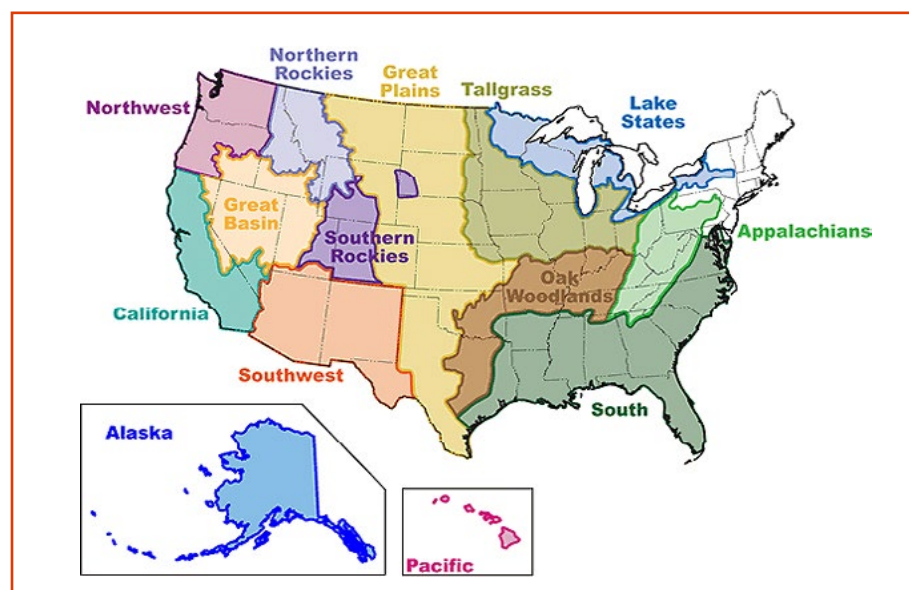 Northern
Rockies
Great
Plains
Tallgrass
Lake
States
Northwest
Great
Basin
Southern
Rockies
Appalachians
Oak
Woodlands
California
Southwest
South
Alaska
Pacific